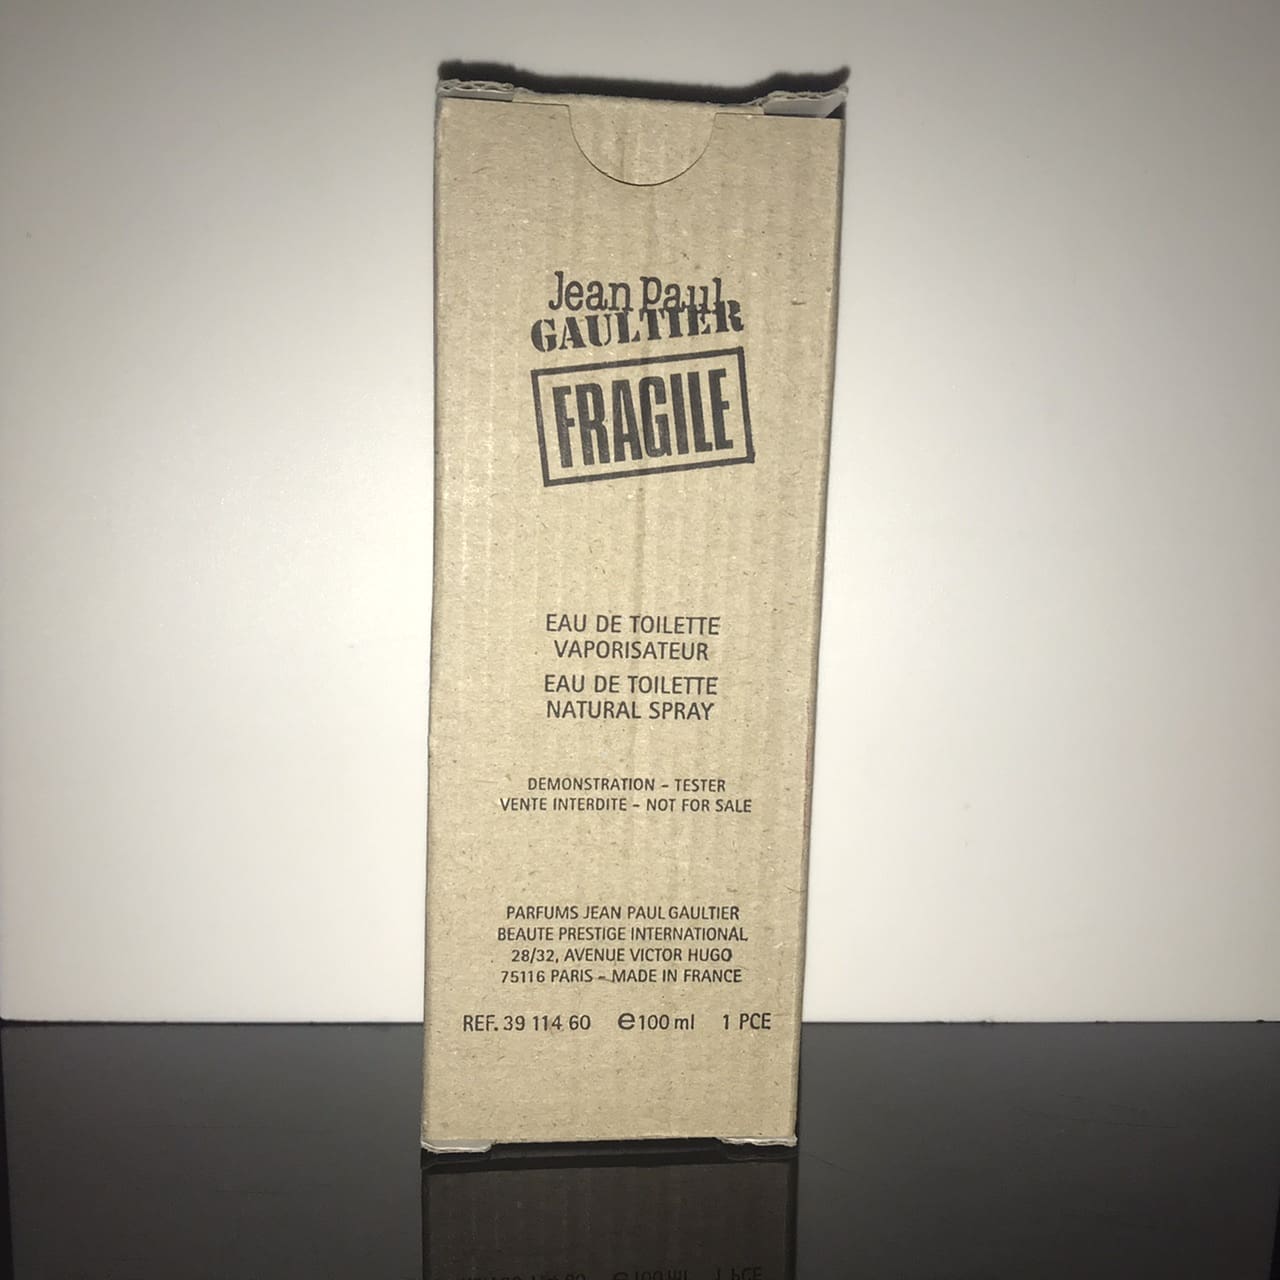 Jean Paul
GAULTIER
FRAGILE
EAU DE TOILETTE
VAPORISATEUR
EAU DE TOILETTE
NATURAL SPRAY
DEMONSTRATION – TESTER
VENTE INTERDITE – NOT FOR SALE
PARFUMS JEAN PAUL GAULTIER
BEAUTE PRESTIGE INTERNATIONAL
28/32, AVENUE VICTOR HUGO
75116 PARIS – MADE IN FRANCE
REF. 39 114 60 e100 ml 1 PCE